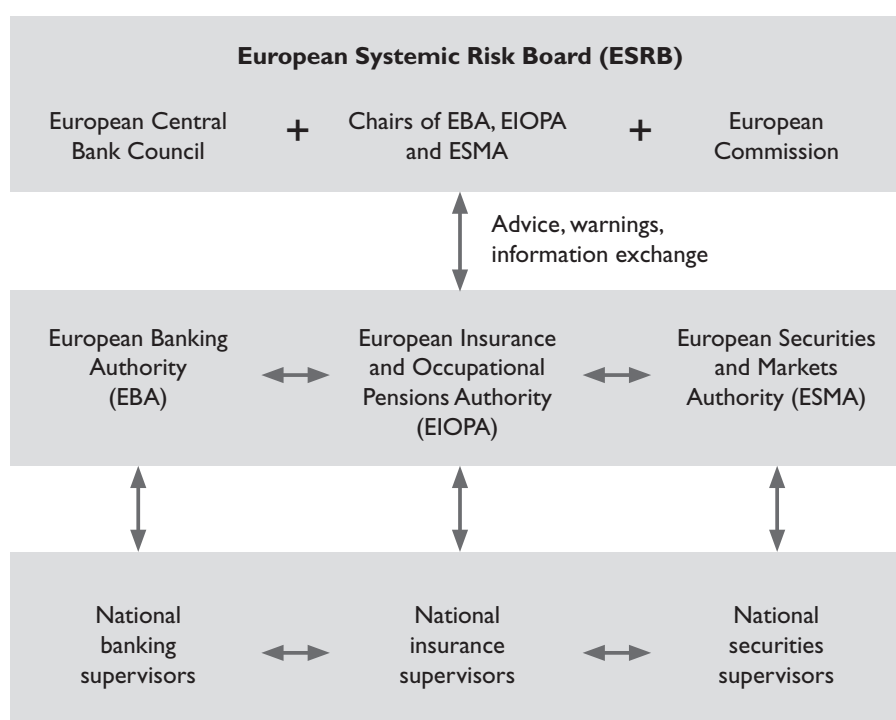 European Systemic Risk Board (ESRB)
European Central
Bank Council
+
Chairs of EBA, EIOPA
and ESMA
+
European
Commission
Advice, warnings,
information exchange
European Banking
Authority
(EBA)
European Insurance
and Occupational
Pensions Authority
(EIOPA)
European Securities
and Markets
Authority (ESMA)
National
banking
supervisors
National
insurance
supervisors
National
securities
supervisors